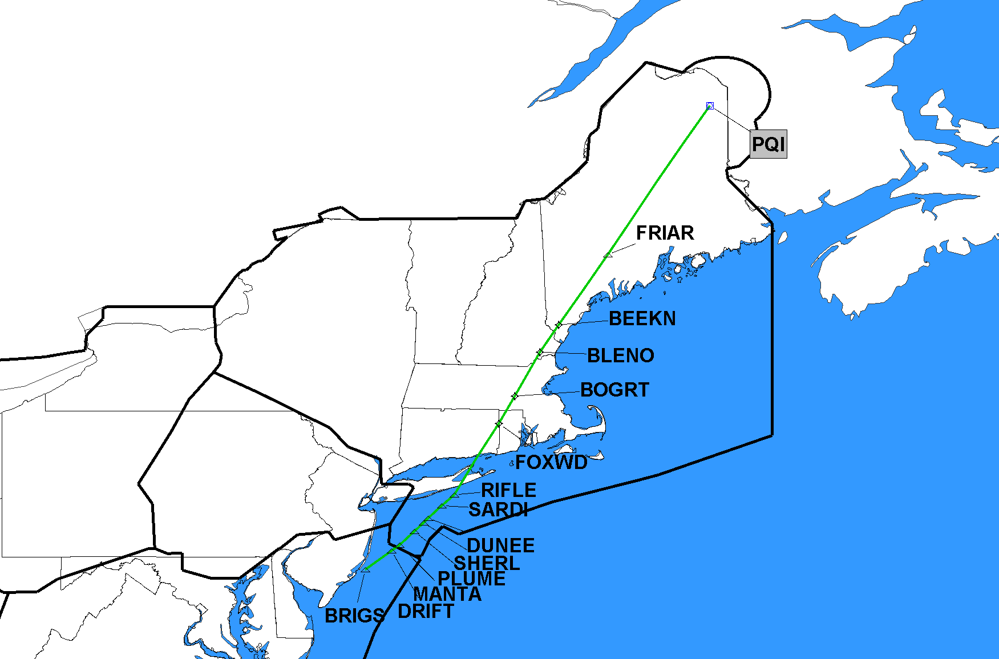 PQI
FRIAR
BEEKN
BLENO
BOGRT
FOXWD
RIFLE
SARDI
DUNEE
SHERL
PLUME
MANTA
DRIFT
BRIGS